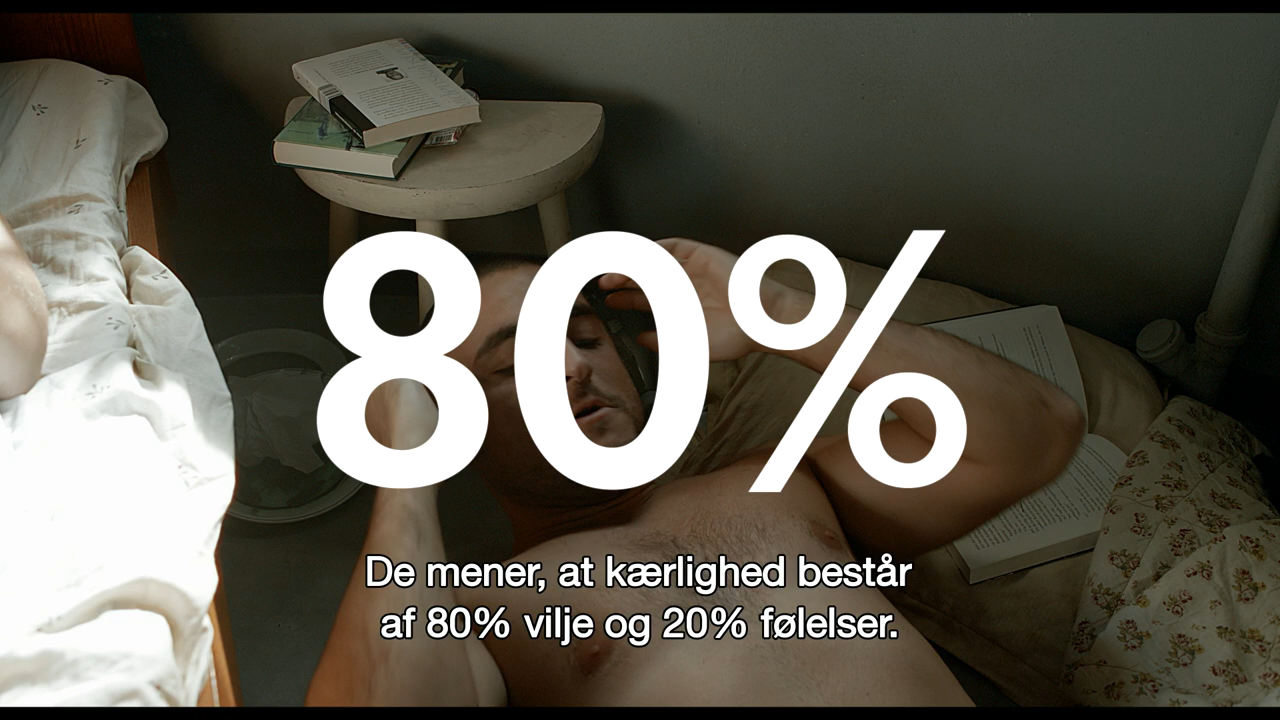 80%
De mener, at kærlighed består
af 80% vilje og 20% følelser.